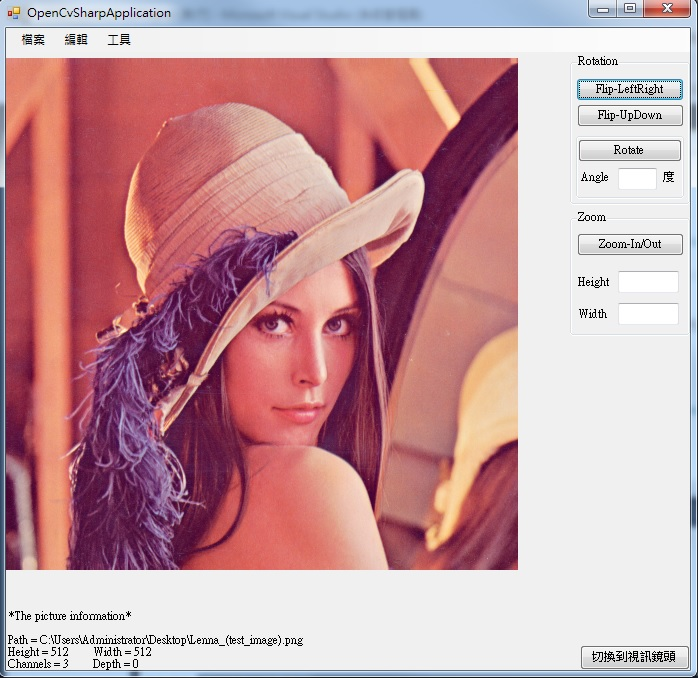 OpenCvSharpApplication
檔案 編輯 工具
Rotation
Flip-LeftRight
Flip-UpDown
Rotate
Angle 度
Zoom
Zoom-In/Out
Height
Width
*The picture information*
Path = C:\Users\Administrator\Desktop\Lenna_(test_image).png
Height = 512 Width = 512
Channels = 3 Depth = 0
切換到視訊鏡頭